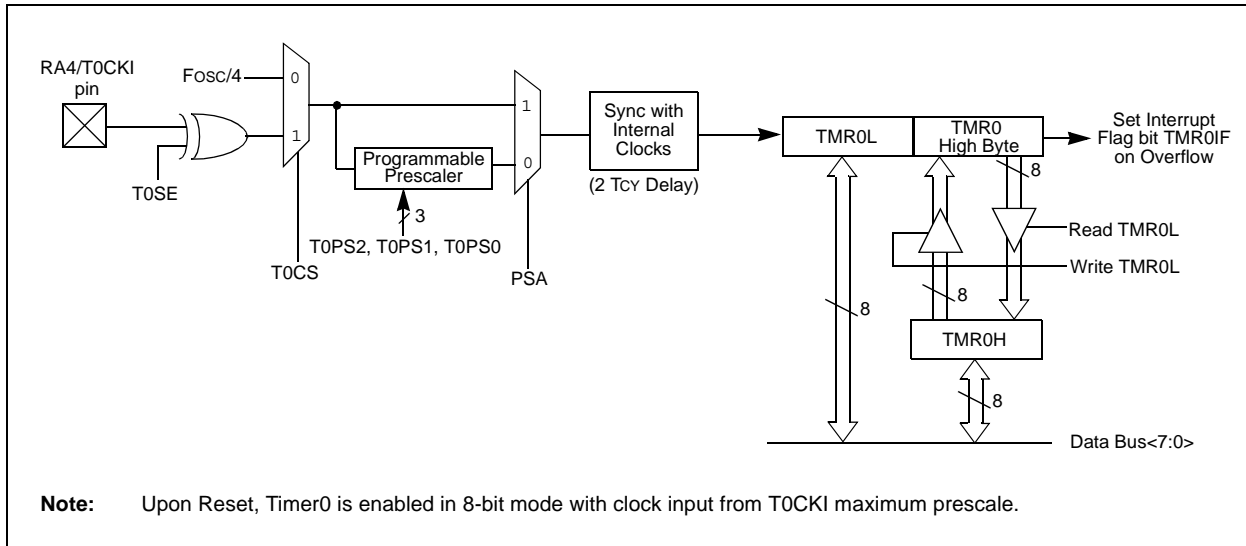 RA4/T0CKI
pin
FOSC/4
0
1
T0SE
T0CS
Programmable
Prescaler
3
T0PS2, T0PS1, T0PS0
1
0
PSA
Sync with
Internal
Clocks
(2 TCY Delay)
TMR0L
TMR0
High Byte
Set Interrupt
Flag bit TMR0IF
on Overflow
8
Read TMR0L
Write TMR0L
8
8
TMR0H
8
Data Bus<7:0>
Note: Upon Reset, Timer0 is enabled in 8-bit mode with clock input from T0CKI maximum prescale.